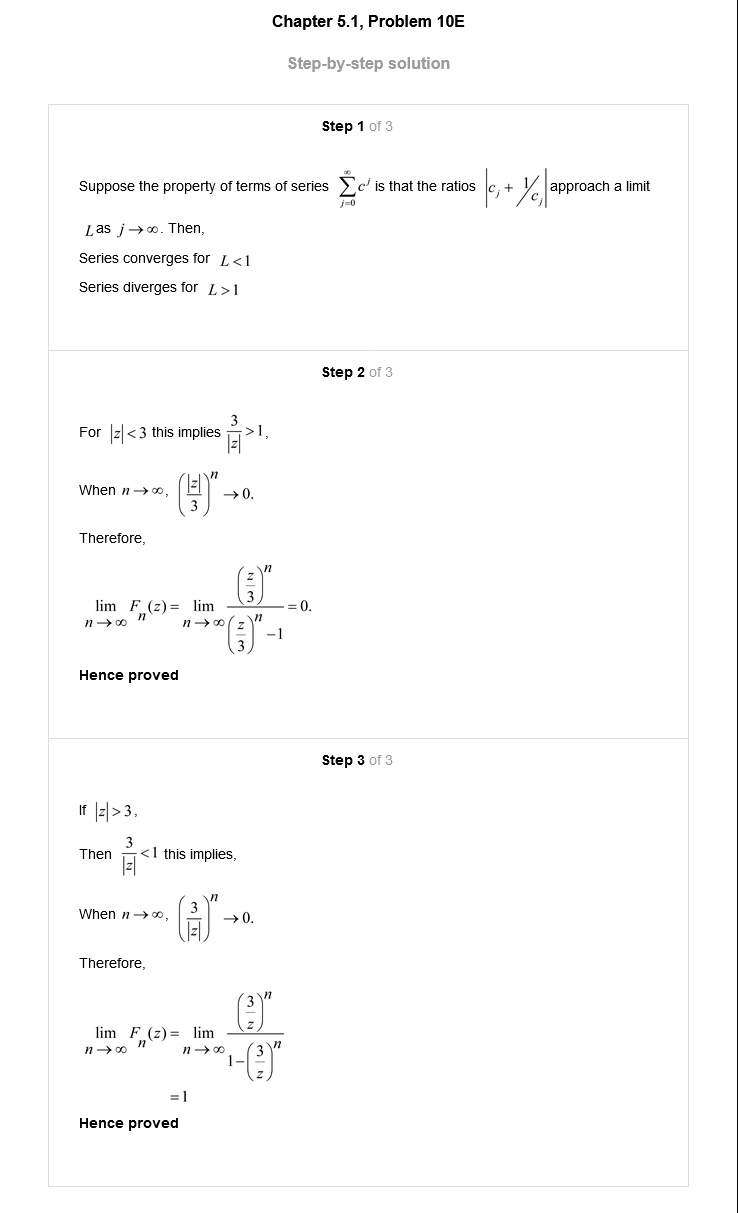 Chapter 5.1, Problem 10E
Step-by-step solution
Step 1 of 3
Suppose the property of terms of series $\sum_{j=0}^{\infty} c^j$ is that the ratios $\left| c_j + 1/c_j \right|$ approach a limit
L as $j \to \infty$. Then,
Series converges for $L < 1$
Series diverges for $L > 1$
Step 2 of 3
For $|z| < 3$ this implies $\frac{3}{|z|} > 1$,
When $n \to \infty$, $\left( \frac{|z|}{3} \right)^n \to 0$.
Therefore,
$\lim_{n \to \infty} F_n(z) = \lim_{n \to \infty} \frac{\left( \frac{z}{3} \right)^n}{\left( \frac{z}{3} \right)^n - 1} = 0.$
Hence proved
Step 3 of 3
If $|z| > 3$,
Then $\frac{3}{|z|} < 1$ this implies,
When $n \to \infty$, $\left( \frac{3}{|z|} \right)^n \to 0$.
Therefore,
$\lim_{n \to \infty} F_n(z) = \lim_{n \to \infty} \frac{\left( \frac{3}{z} \right)^n}{1 - \left( \frac{3}{z} \right)^n}$
$= 1$
Hence proved